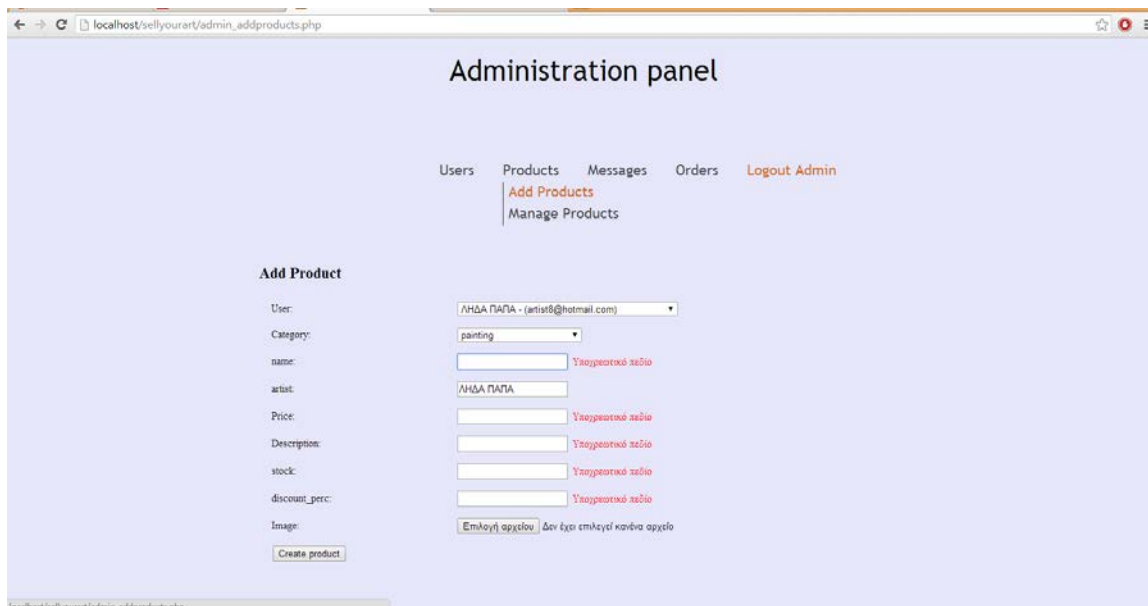 localhost/sellyourart/admin_addproducts.php
Administration panel
Users Products Messages Orders Logout Admin
Add Products
Manage Products
Add Product
User: ΛΗΔΑ ΠΑΠΑ - (artist8@hotmail.com)
Category: painting
name: Υποχρεωτικό πεδίο
artist: ΛΗΔΑ ΠΑΠΑ
Price: Υποχρεωτικό πεδίο
Description: Υποχρεωτικό πεδίο
stock: Υποχρεωτικό πεδίο
discount_perc: Υποχρεωτικό πεδίο
Image: Επιλογή αρχείου Δεν έχει επιλεγεί κανένα αρχείο
Create product